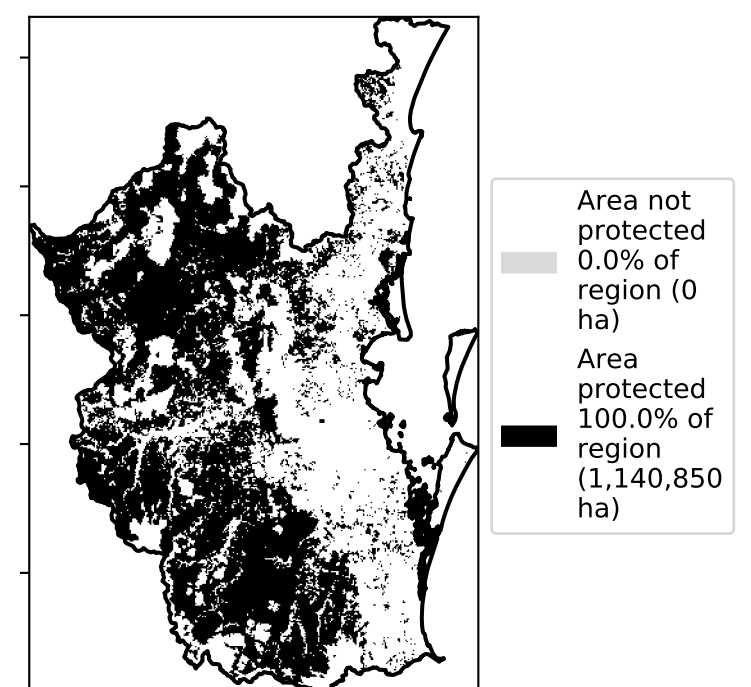 Area not
protected
0.0% of
region (0
ha)
Area
protected
100.0% of
region
(1,140,850
ha)